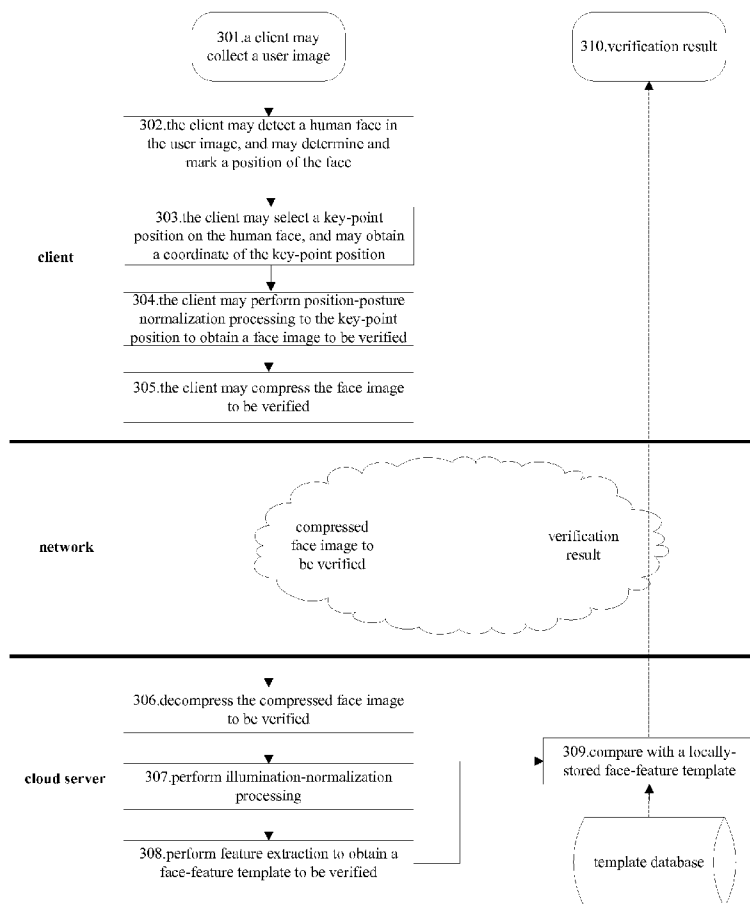 301.a client may
collect a user image
310.verification result
302.the client may detect a human face in
the user image, and may determine and
mark a position of the face
303.the client may select a key-point
position on the human face, and may obtain
a coordinate of the key-point position
client
304.the client may perform position-posture
normalization processing to the key-point
position to obtain a face image to be verified
305.the client may compress the face image
to be verified
network
compressed
face image to
be verified
verification
result
306.decompress the compressed face image
to be verified
cloud server
307.perform illumination-normalization
processing
308.perform feature extraction to obtain a
face-feature template to be verified
309.compare with a locally-
stored face-feature template
template database